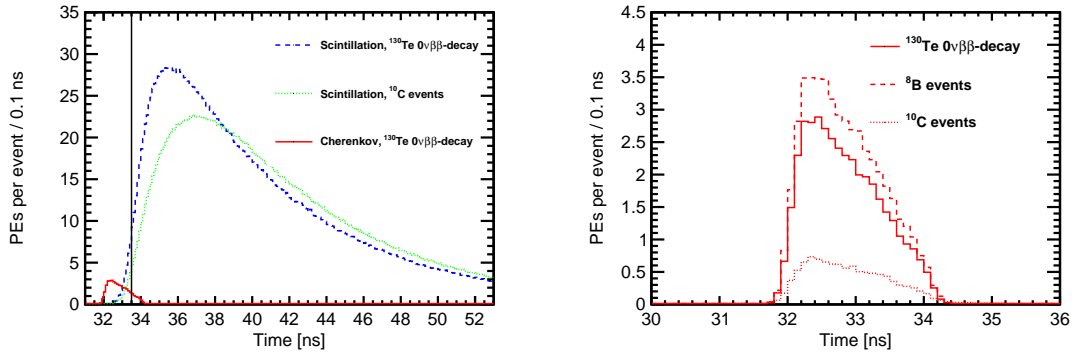 35
30
25
20
15
10
5
0
PEs per event / 0.1 ns
Scintillation, ¹³⁰Te 0νββ-decay
Scintillation, ¹⁰C events
Cherenkov, ¹³⁰Te 0νββ-decay
32 34 36 38 40 42 44 46 48 50 52
Time [ns]
4.5
4
3.5
3
2.5
2
1.5
1
0.5
0
PEs per event / 0.1 ns
¹³⁰Te 0νββ-decay
⁸B events
¹⁰C events
30 31 32 33 34 35 36
Time [ns]